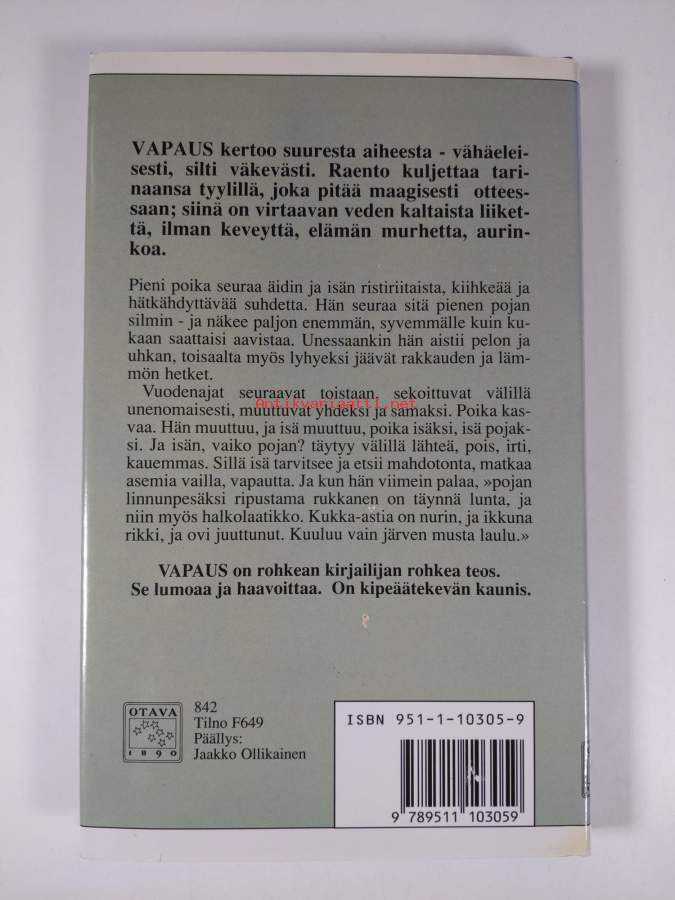 VAPAUS kertoo suuresta aiheesta - vähäelei-
sesti, silti väkevästi. Raento kuljettaa tari-
naansa tyylillä, joka pitää maagisesti ottees-
saan; siinä on virtaavan veden kaltaista liiket-
tä, ilman keveyttä, elämän murhetta, aurin-
koa.
Pieni poika seuraa äidin ja isän ristiriitaista, kiihkeää ja
hätkähdyttävää suhdetta. Hän seuraa sitä pienen pojan
silmin - ja näkee paljon enemmän, syvemmälle kuin ku-
kaan saattaisi aavistaa. Unessaankin hän aistii pelon ja
uhkan, toisaalta myös lyhyeksi jäävät rakkauden ja läm-
mön hetket.
Vuodenajat seuraavat toistaan, sekoittuvat välillä
antikvariaatti.net
unenomaisesti, muuttuvat yhdeksi ja samaksi. Poika kas-
vaa. Hän muuttuu, ja isä muuttuu, poika isäksi, isä pojak-
si. Ja isän, vaiko pojan? täytyy välillä lähteä, pois, irti,
kauemmas. Sillä isä tarvitsee ja etsii mahdotonta, matkaa
asemia vailla, vapautta. Ja kun hän viimein palaa, »pojan
linnunpesäksi ripustama rukkanen on täynnä lunta, ja
niin myös halkolaatikko. Kukka-astia on nurin, ja ikkuna
rikki, ja ovi juuttunut. Kuuluu vain järven musta laulu.»
VAPAUS on rohkean kirjailijan rohkea teos.
Se lumoaa ja haavoittaa. On kipeäätekevän kaunis.
OTAVA
1890
842
Tilno F649
Päällys:
Jaakko Ollikainen
ISBN 951-1-10305-9
9 789511 103059